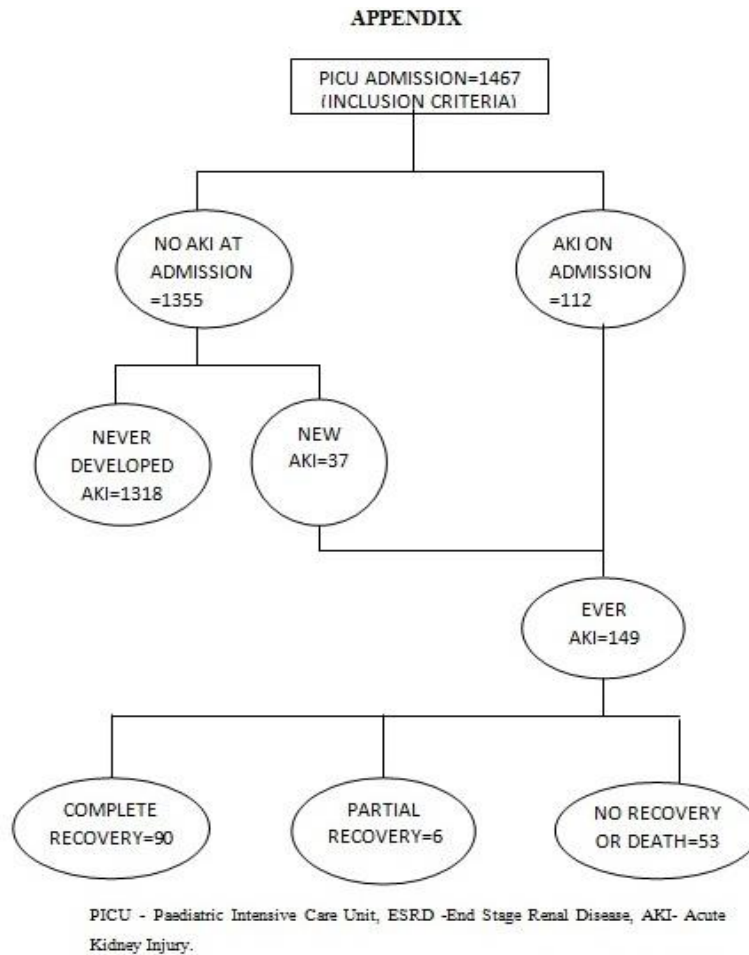 APPENDIX
PICU ADMISSION=1467
(INCLUSION CRITERIA)
NO AKI AT
ADMISSION
=1355
AKI ON
ADMISSION
=112
NEVER
DEVELOPED
AKI=1318
NEW
AKI=37
EVER
AKI=149
COMPLETE
RECOVERY=90
PARTIAL
RECOVERY=6
NO RECOVERY
OR DEATH=53
PICU - Paediatric Intensive Care Unit, ESRD -End Stage Renal Disease, AKI- Acute
Kidney Injury.